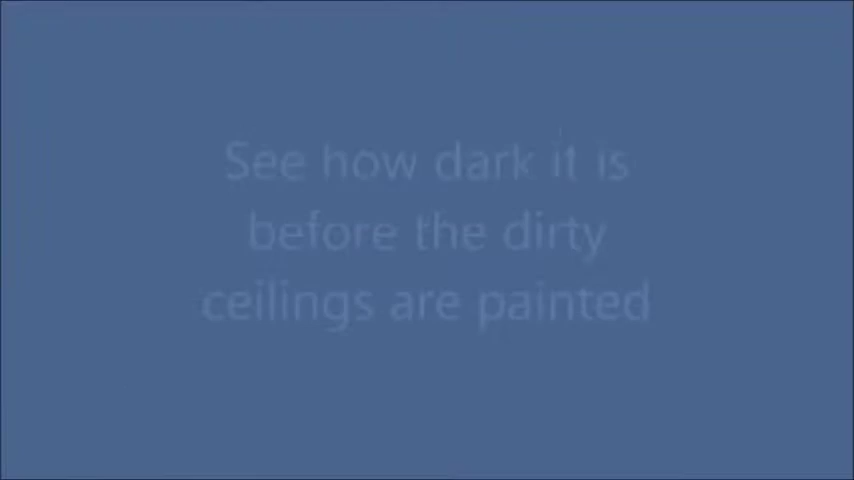 See how dark it is
before the dirty
ceilings are painted